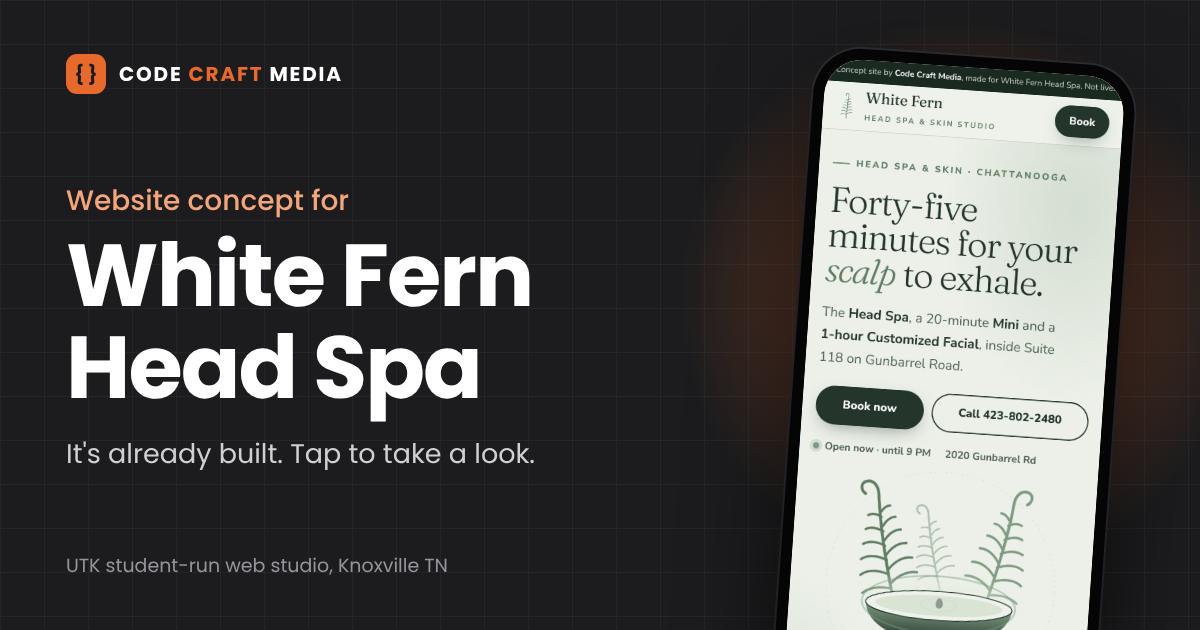 { } CODE CRAFT MEDIA
Website concept for
White Fern
Head Spa
It's already built. Tap to take a look.
UTK student-run web studio, Knoxville TN
Concept site by Code Craft Media, made for White Fern Head Spa. Not live.
White Fern
HEAD SPA & SKIN STUDIO
Book
HEAD SPA & SKIN · CHATTANOOGA
Forty-five
minutes for your
scalp to exhale.
The Head Spa, a 20-minute Mini and a
1-hour Customized Facial, inside Suite
118 on Gunbarrel Road.
Book now
Call 423-802-2480
Open now · until 9 PM
2020 Gunbarrel Rd